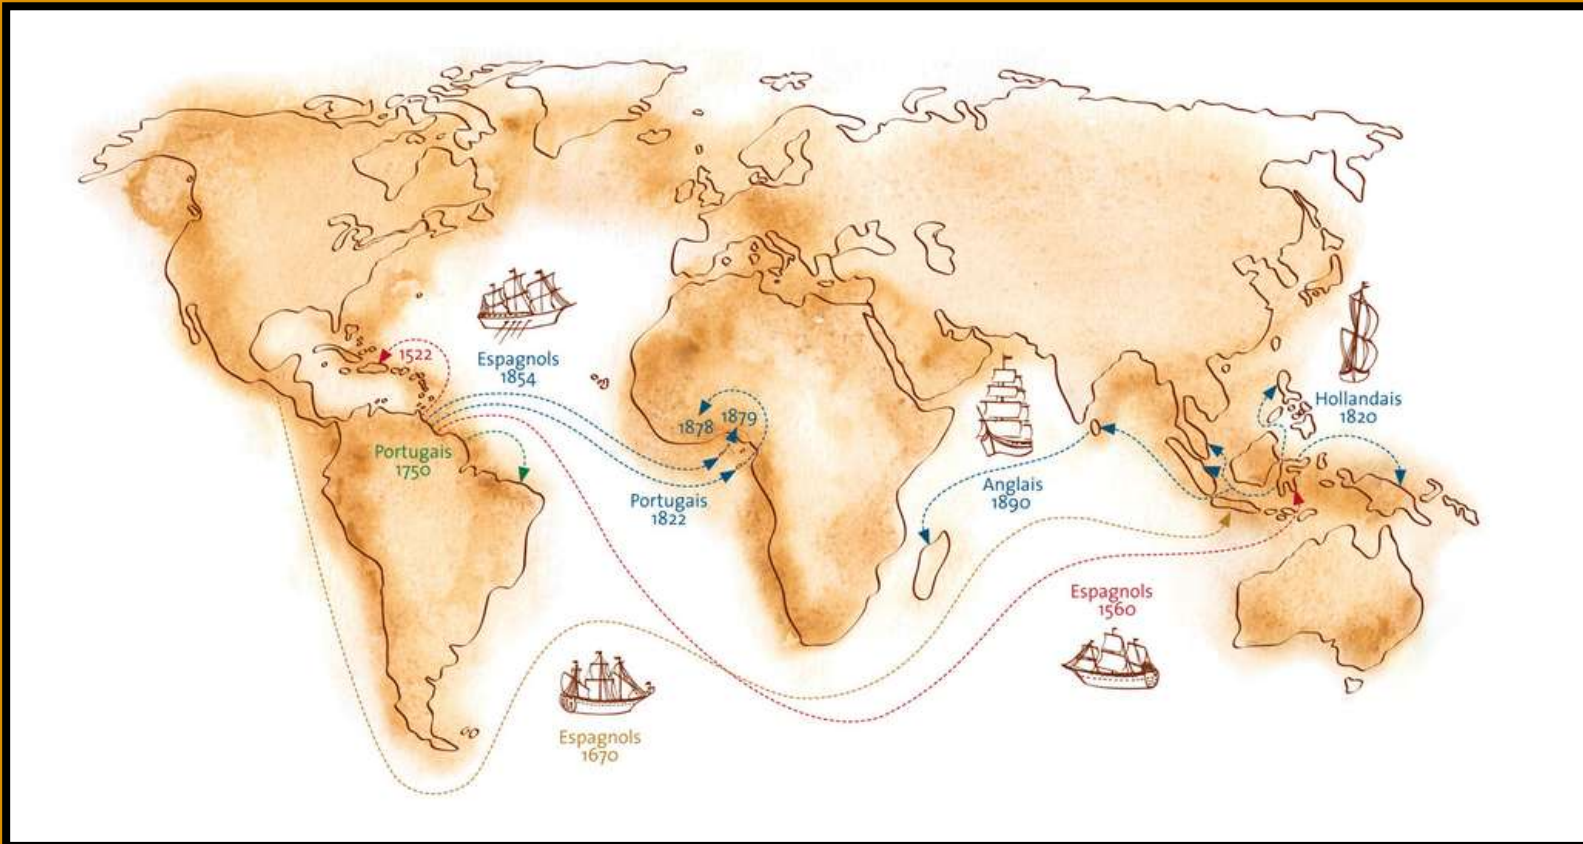 1522
Espagnols
1854
1878
1879
Portugais
1750
Portugais
1822
Anglais
1890
Hollandais
1820
Espagnols
1560
Espagnols
1670